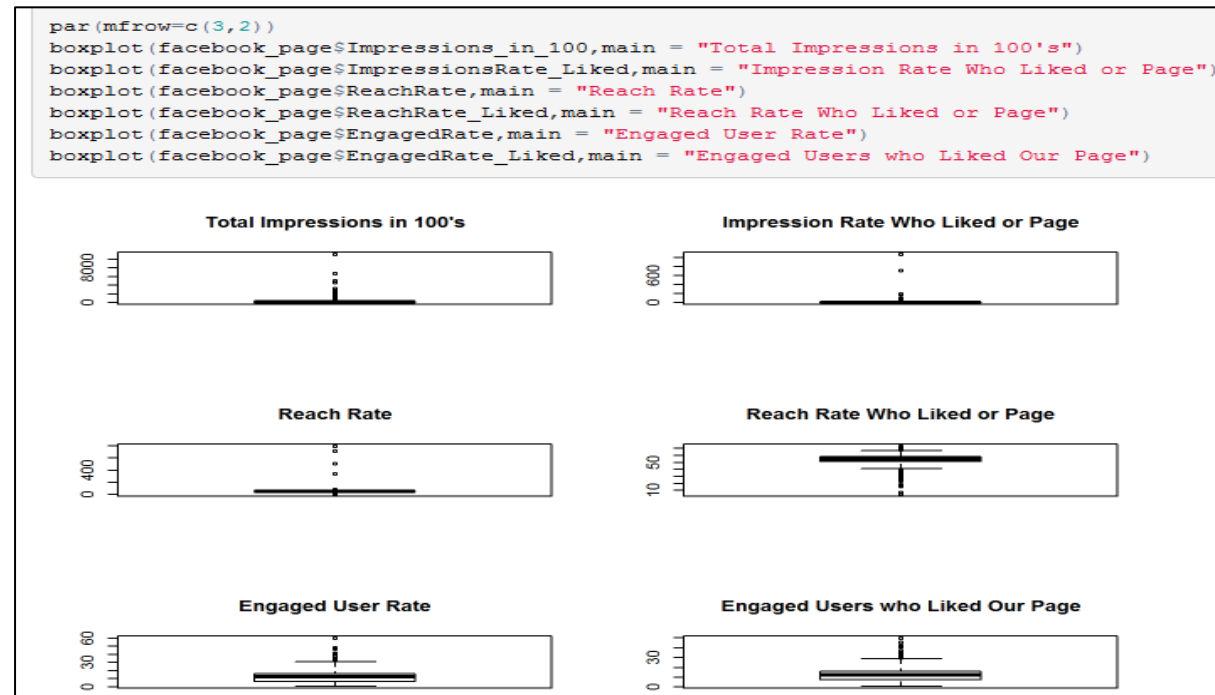 par(mfrow=c(3,2))
boxplot(facebook_page$Impressions_in_100,main = "Total Impressions in 100's")
boxplot(facebook_page$ImpressionsRate_Liked,main = "Impression Rate Who Liked or Page")
boxplot(facebook_page$ReachRate,main = "Reach Rate")
boxplot(facebook_page$ReachRate_Liked,main = "Reach Rate Who Liked or Page")
boxplot(facebook_page$EngagedRate,main = "Engaged User Rate")
boxplot(facebook_page$EngagedRate_Liked,main = "Engaged Users who Liked Our Page")
Total Impressions in 100's
8000
0
Impression Rate Who Liked or Page
600
0
Reach Rate
400
0
Reach Rate Who Liked or Page
50
10
Engaged User Rate
60
30
0
Engaged Users who Liked Our Page
30
0